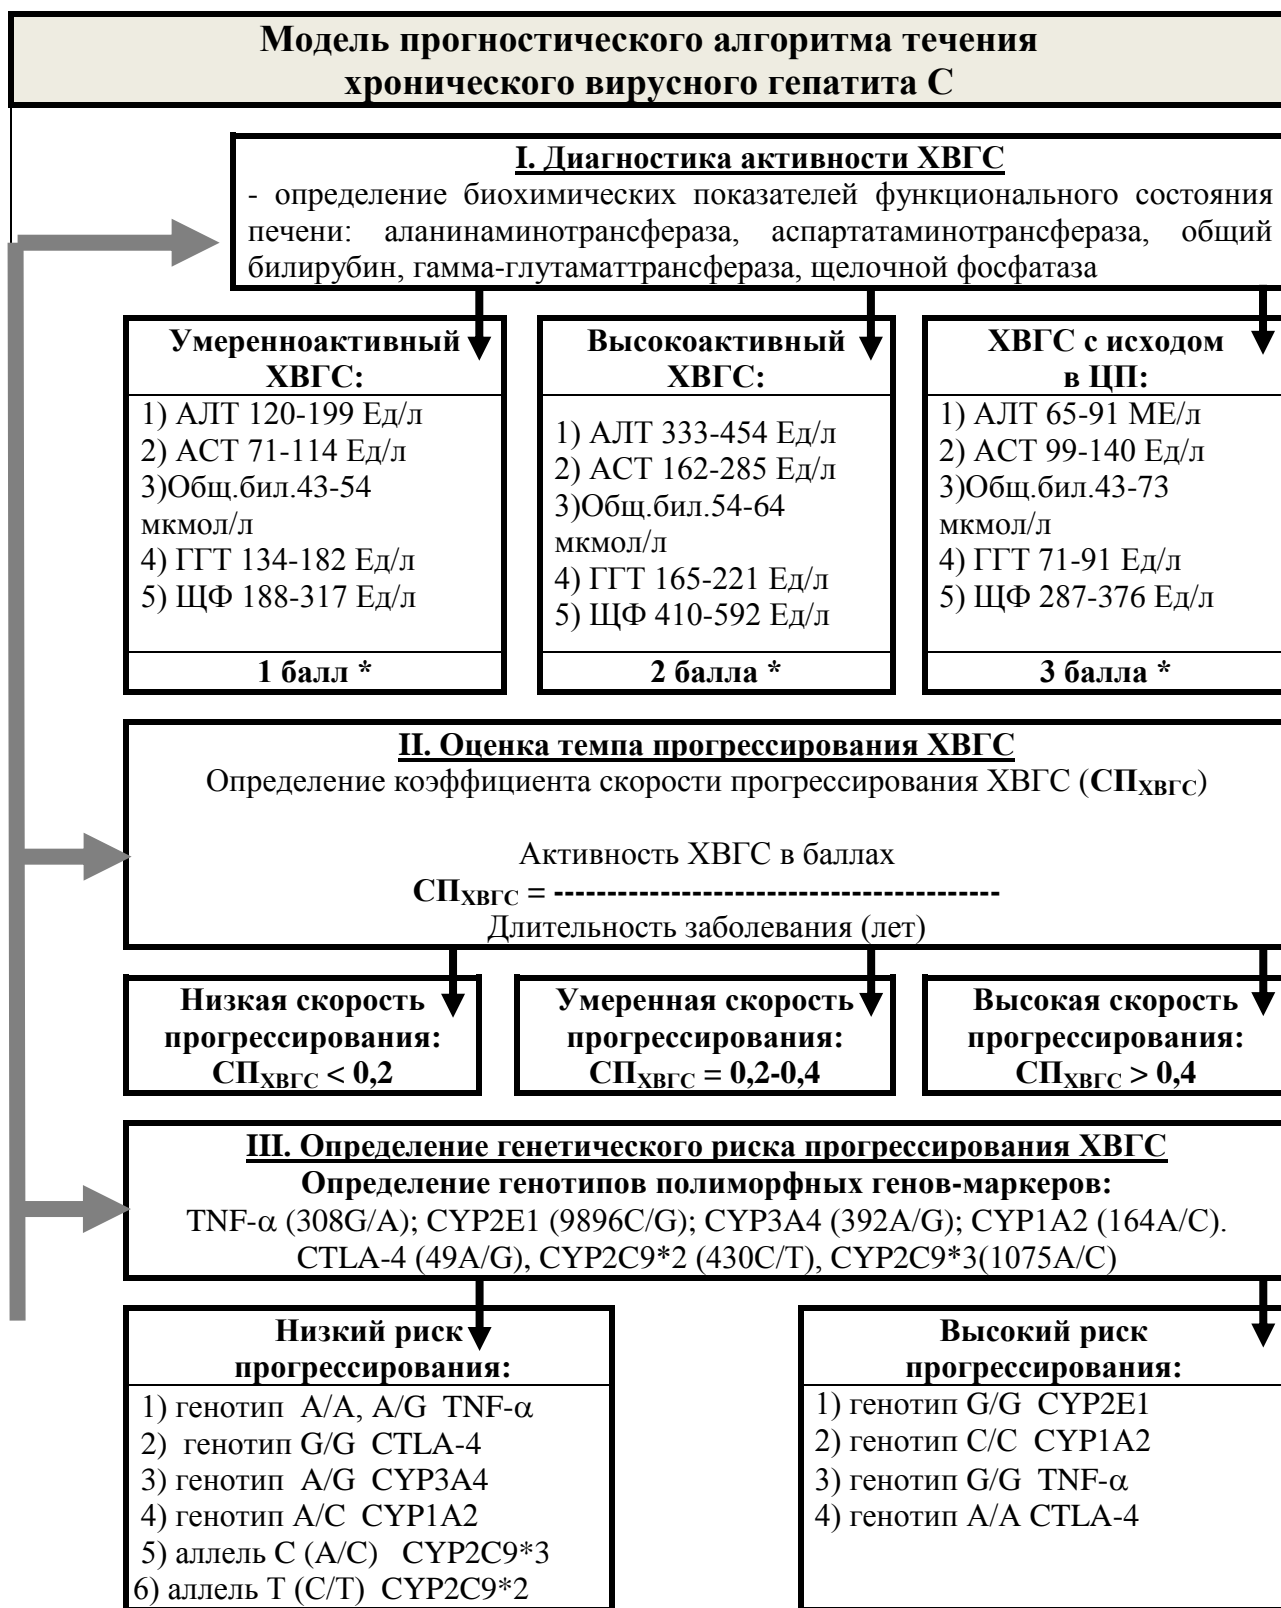 Модель прогностического алгоритма течения
хронического вирусного гепатита С
I. Диагностика активности ХВГС
- определение биохимических показателей функционального состояния
печени: аланинаминотрансфераза, аспартатаминотрансфераза, общий
билирубин, гамма-глутаматтрансфераза, щелочной фосфатаза
Умеренноактивный
ХВГС:
1) АЛТ 120-199 Ед/л
2) АСТ 71-114 Ед/л
3)Общ.бил.43-54
мкмол/л
4) ГГТ 134-182 Ед/л
5) ЩФ 188-317 Ед/л
1 балл *
Высокоактивный
ХВГС:
1) АЛТ 333-454 Ед/л
2) АСТ 162-285 Ед/л
3)Общ.бил.54-64
мкмол/л
4) ГГТ 165-221 Ед/л
5) ЩФ 410-592 Ед/л
2 балла *
ХВГС с исходом
в ЦП:
1) АЛТ 65-91 МЕ/л
2) АСТ 99-140 Ед/л
3)Общ.бил.43-73
мкмол/л
4) ГГТ 71-91 Ед/л
5) ЩФ 287-376 Ед/л
3 балла *
II. Оценка темпа прогрессирования ХВГС
Определение коэффициента скорости прогрессирования ХВГС (СПХВГС)
Активность ХВГС в баллах
СПХВГС = ------------------------------------------
Длительность заболевания (лет)
Низкая скорость
прогрессирования:
СПХВГС < 0,2
Умеренная скорость
прогрессирования:
СПХВГС = 0,2-0,4
Высокая скорость
прогрессирования:
СПХВГС > 0,4
III. Определение генетического риска прогрессирования ХВГС
Определение генотипов полиморфных генов-маркеров:
TNF-α (308G/A); CYP2E1 (9896C/G); CYP3A4 (392A/G); CYP1A2 (164A/C).
CTLA-4 (49A/G), CYP2C9*2 (430C/T), CYP2C9*3(1075A/C)
Низкий риск
прогрессирования:
1) генотип A/A, A/G TNF-α
2) генотип G/G CTLA-4
3) генотип A/G CYP3A4
4) генотип A/C CYP1A2
5) аллель C (A/C) CYP2C9*3
6) аллель T (C/T) CYP2C9*2
Высокий риск
прогрессирования:
1) генотип G/G CYP2E1
2) генотип C/C CYP1A2
3) генотип G/G TNF-α
4) генотип A/A CTLA-4